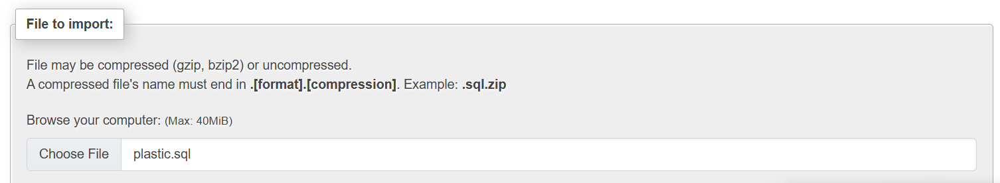 File to import:
File may be compressed (gzip, bzip2) or uncompressed.
A compressed file's name must end in .[format].[compression]. Example: .sql.zip
Browse your computer: (Max: 40MiB)
Choose File plastic.sql